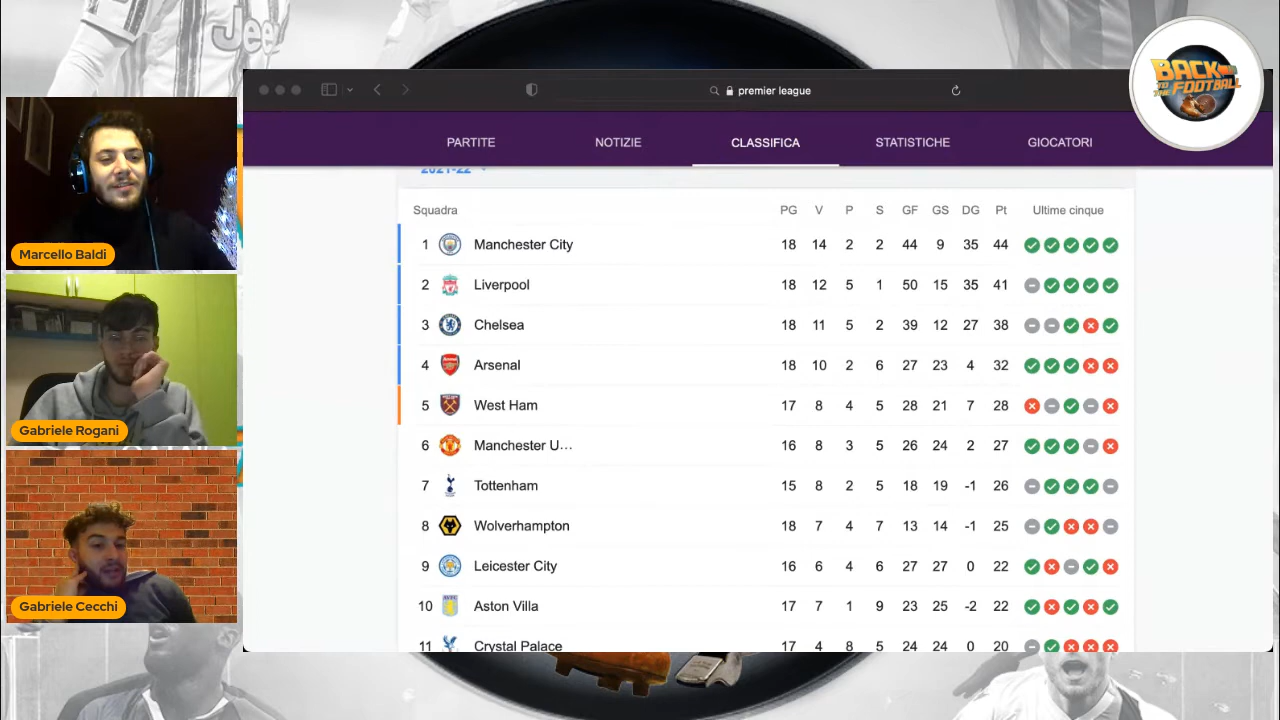 Jeep
BACK
TO THE FOOTBALL
premier league
PARTITE NOTIZIE CLASSIFICA STATISTICHE GIOCATORI
2021-22
Squadra PG V P S GF GS DG Pt Ultime cinque
1 Manchester City 18 14 2 2 44 9 35 44
2 Liverpool 18 12 5 1 50 15 35 41
3 Chelsea 18 11 5 2 39 12 27 38
4 Arsenal 18 10 2 6 27 23 4 32
5 West Ham 17 8 4 5 28 21 7 28
6 Manchester U... 16 8 3 5 26 24 2 27
7 Tottenham 15 8 2 5 18 19 -1 26
8 Wolverhampton 18 7 4 7 13 14 -1 25
9 Leicester City 16 6 4 6 27 27 0 22
10 Aston Villa 17 7 1 9 23 25 -2 22
11 Crystal Palace 17 4 8 5 24 24 0 20
Marcello Baldi
Gabriele Rogani
Gabriele Cecchi